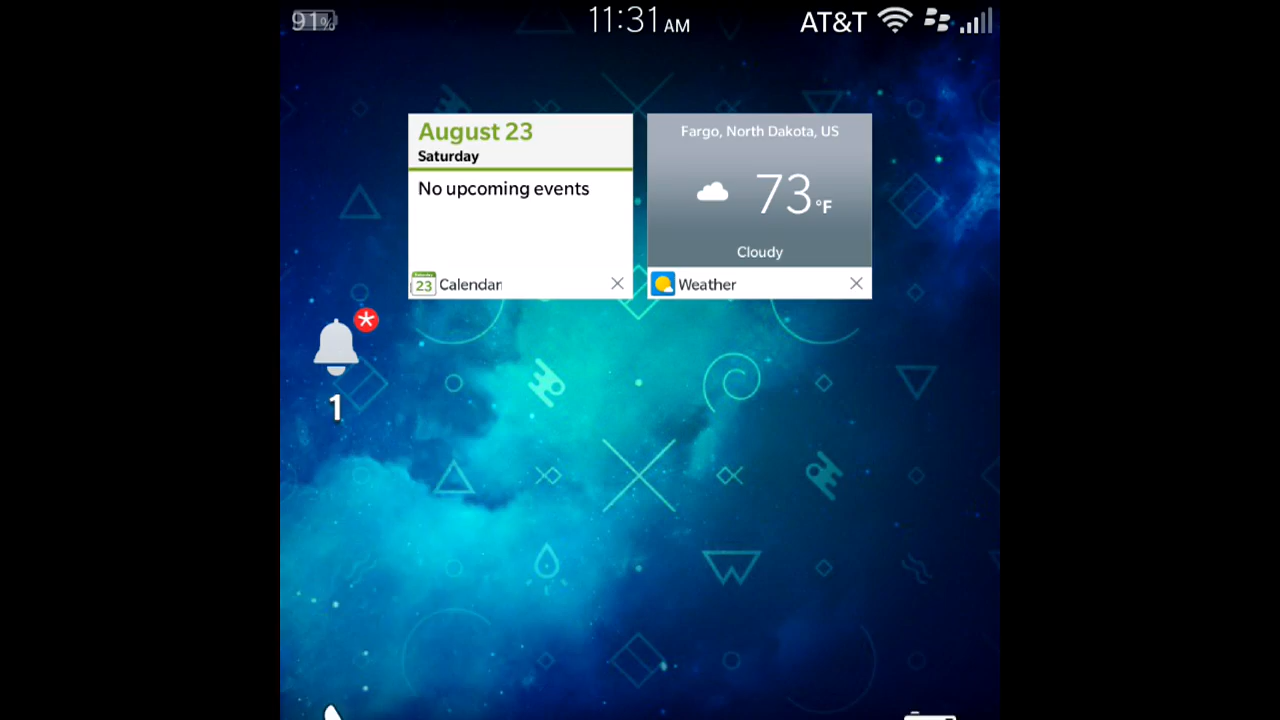 91%
11:31 AM
AT&T
August 23
Saturday
No upcoming events
Saturday
23
Calendar
Fargo, North Dakota, US
73°F
Cloudy
Weather
1